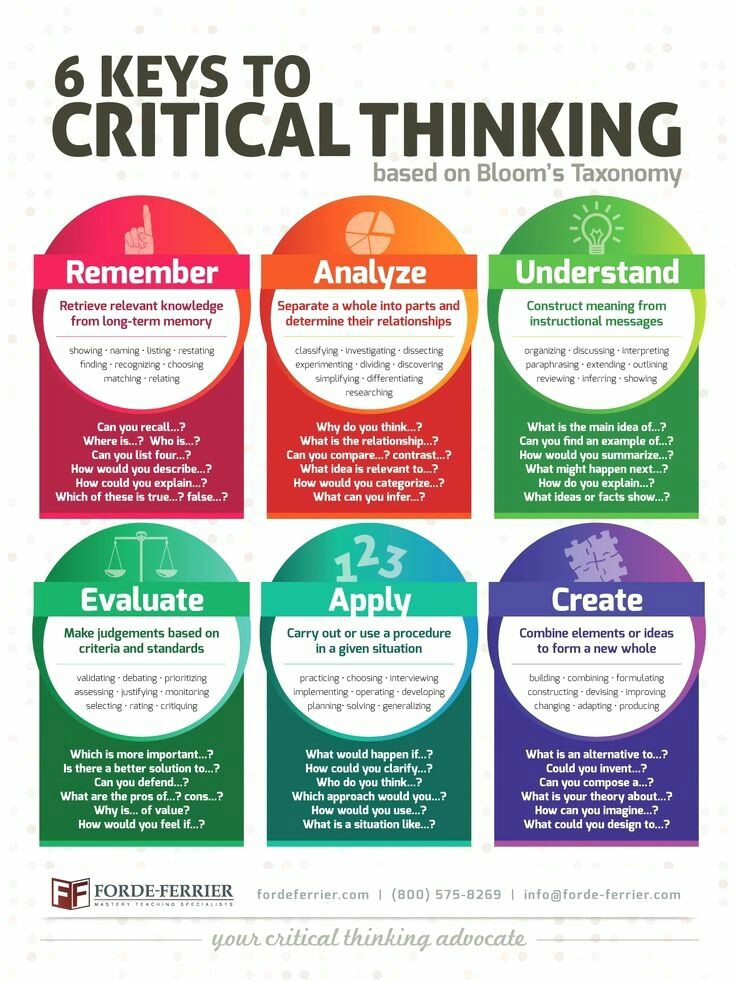 6 KEYS TO
CRITICAL THINKING
based on Bloom's Taxonomy
Remember
Retrieve relevant knowledge
from long-term memory
showing • naming • listing • restating
finding • recognizing • choosing
matching • relating
Can you recall...?
Where is...? Who is...?
Can you list four...?
How would you describe...?
How could you explain...?
Which of these is true...? false...?
Analyze
Separate a whole into parts and
determine their relationships
classifying • investigating • dissecting
experimenting • dividing • discovering
simplifying • differentiating
researching
Why do you think...?
What is the relationship...?
Can you compare...? contrast...?
What idea is relevant to...?
How would you categorize...?
What can you infer...?
Understand
Construct meaning from
instructional messages
organizing • discussing • interpreting
paraphrasing • extending • outlining
reviewing • inferring • showing
What is the main idea of...?
Can you find an example of...?
How would you summarize...?
What might happen next...?
How do you explain...?
What ideas or facts show...?
Evaluate
Make judgements based on
criteria and standards
validating • debating • prioritizing
assessing • justifying • monitoring
selecting • rating • critiquing
Which is more important...?
Is there a better solution to...?
Can you defend...?
What are the pros of...? cons...?
Why is... of value?
How would you feel if...?
123
Apply
Carry out or use a procedure
in a given situation
practicing • choosing • interviewing
implementing • operating • developing
planning• solving • generalizing
What would happen if...?
How could you clarify...?
Who do you think...?
Which approach would you...?
How would you use...?
What is a situation like...?
Create
Combine elements or ideas
to form a new whole
building • combining • formulating
constructing • devising • improving
changing • adapting • producing
What is an alternative to...?
Could you invent...?
Can you compose a...?
What is your theory about...?
How can you imagine...?
What could you design to...?
FF FORDE-FERRIER
MASTERY TEACHING SPECIALISTS
fordeferrier.com | (800) 575-8269 | info@forde-ferrier.com
your critical thinking advocate